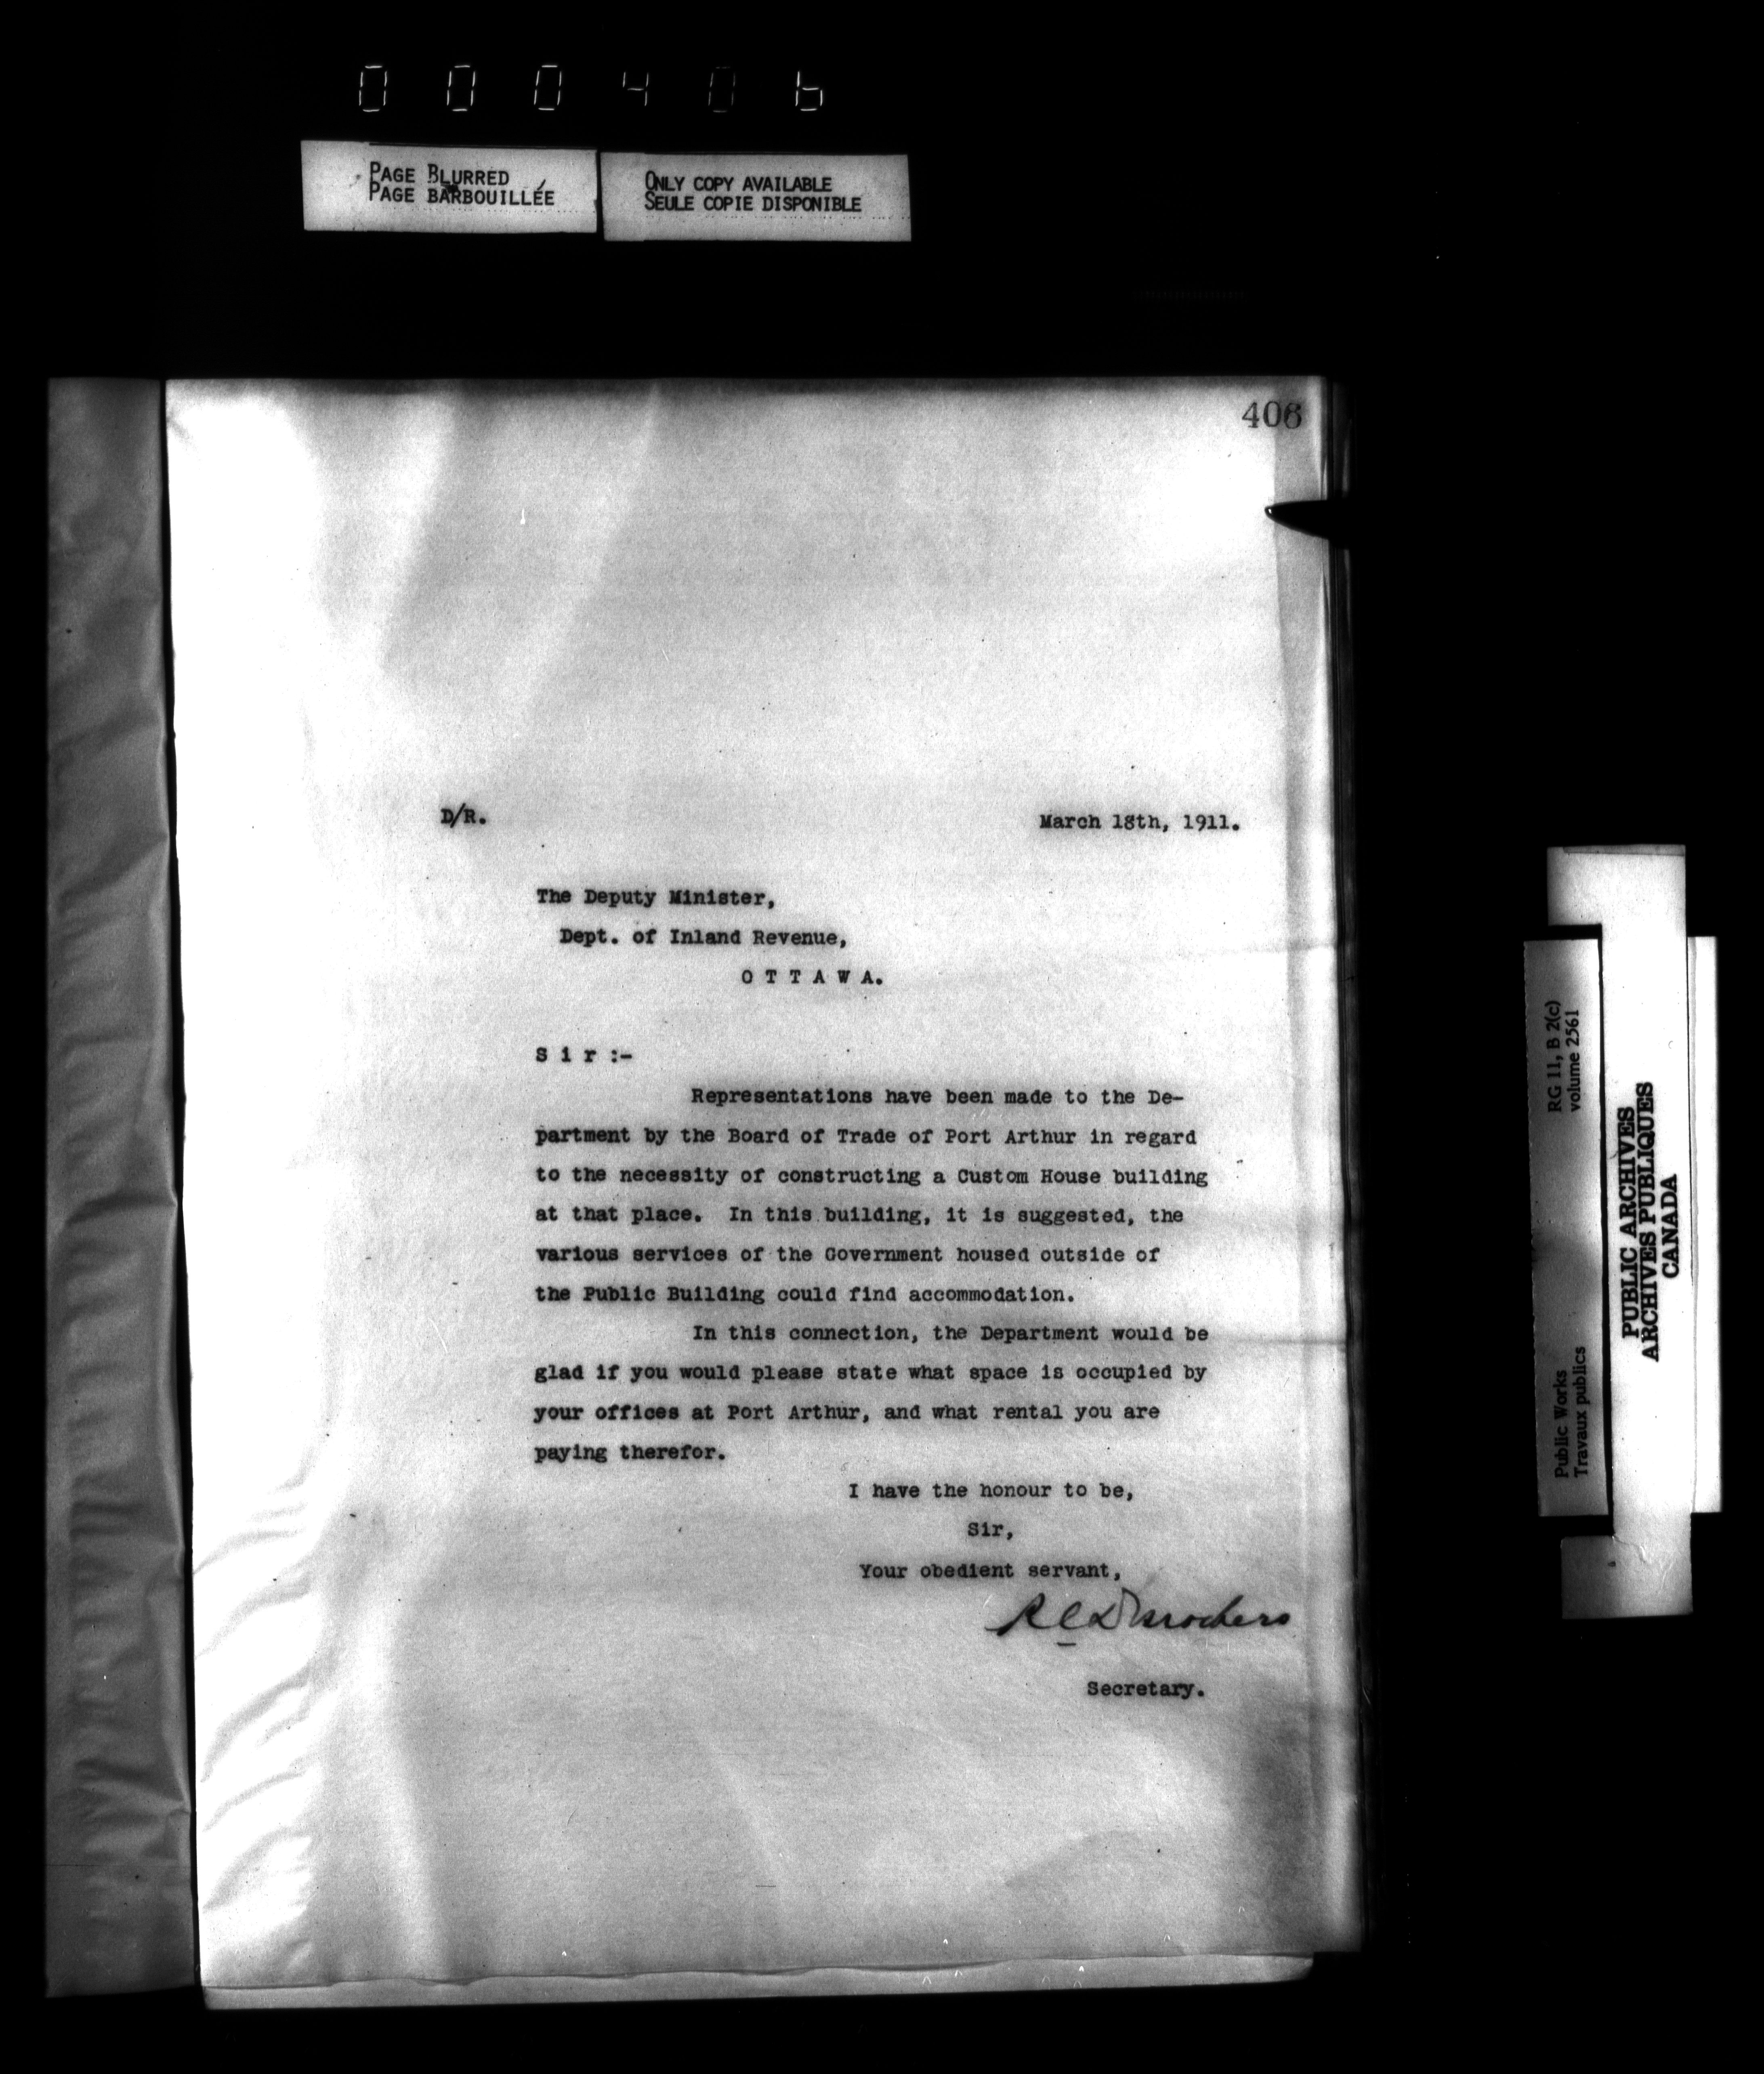 000406
PAGE BLURRED
PAGE BARBOUILLÉE
ONLY COPY AVAILABLE
SEULE COPIE DISPONIBLE
406
D/R.
March 18th, 1911.
The Deputy Minister,
Dept. of Inland Revenue,
O T T A W A.
S i r :-
Representations have been made to the De-
partment by the Board of Trade of Port Arthur in regard
to the necessity of constructing a Custom House building
at that place. In this building, it is suggested, the
various services of the Government housed outside of
the Public Building could find accommodation.
In this connection, the Department would be
glad if you would please state what space is occupied by
your offices at Port Arthur, and what rental you are
paying therefor.
I have the honour to be,
Sir,
Your obedient servant,
R C Desrochers
Secretary.
RG 11, B 2(c)
volume 2561
Public Works
Travaux publics
PUBLIC ARCHIVES
ARCHIVES PUBLIQUES
CANADA